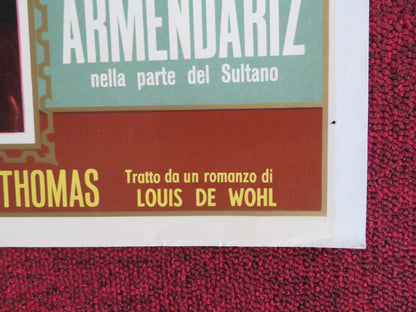 ARMENDARIZ
nella parte del Sultano
THOMAS
Tratto da un romanzo di
LOUIS DE WOHL